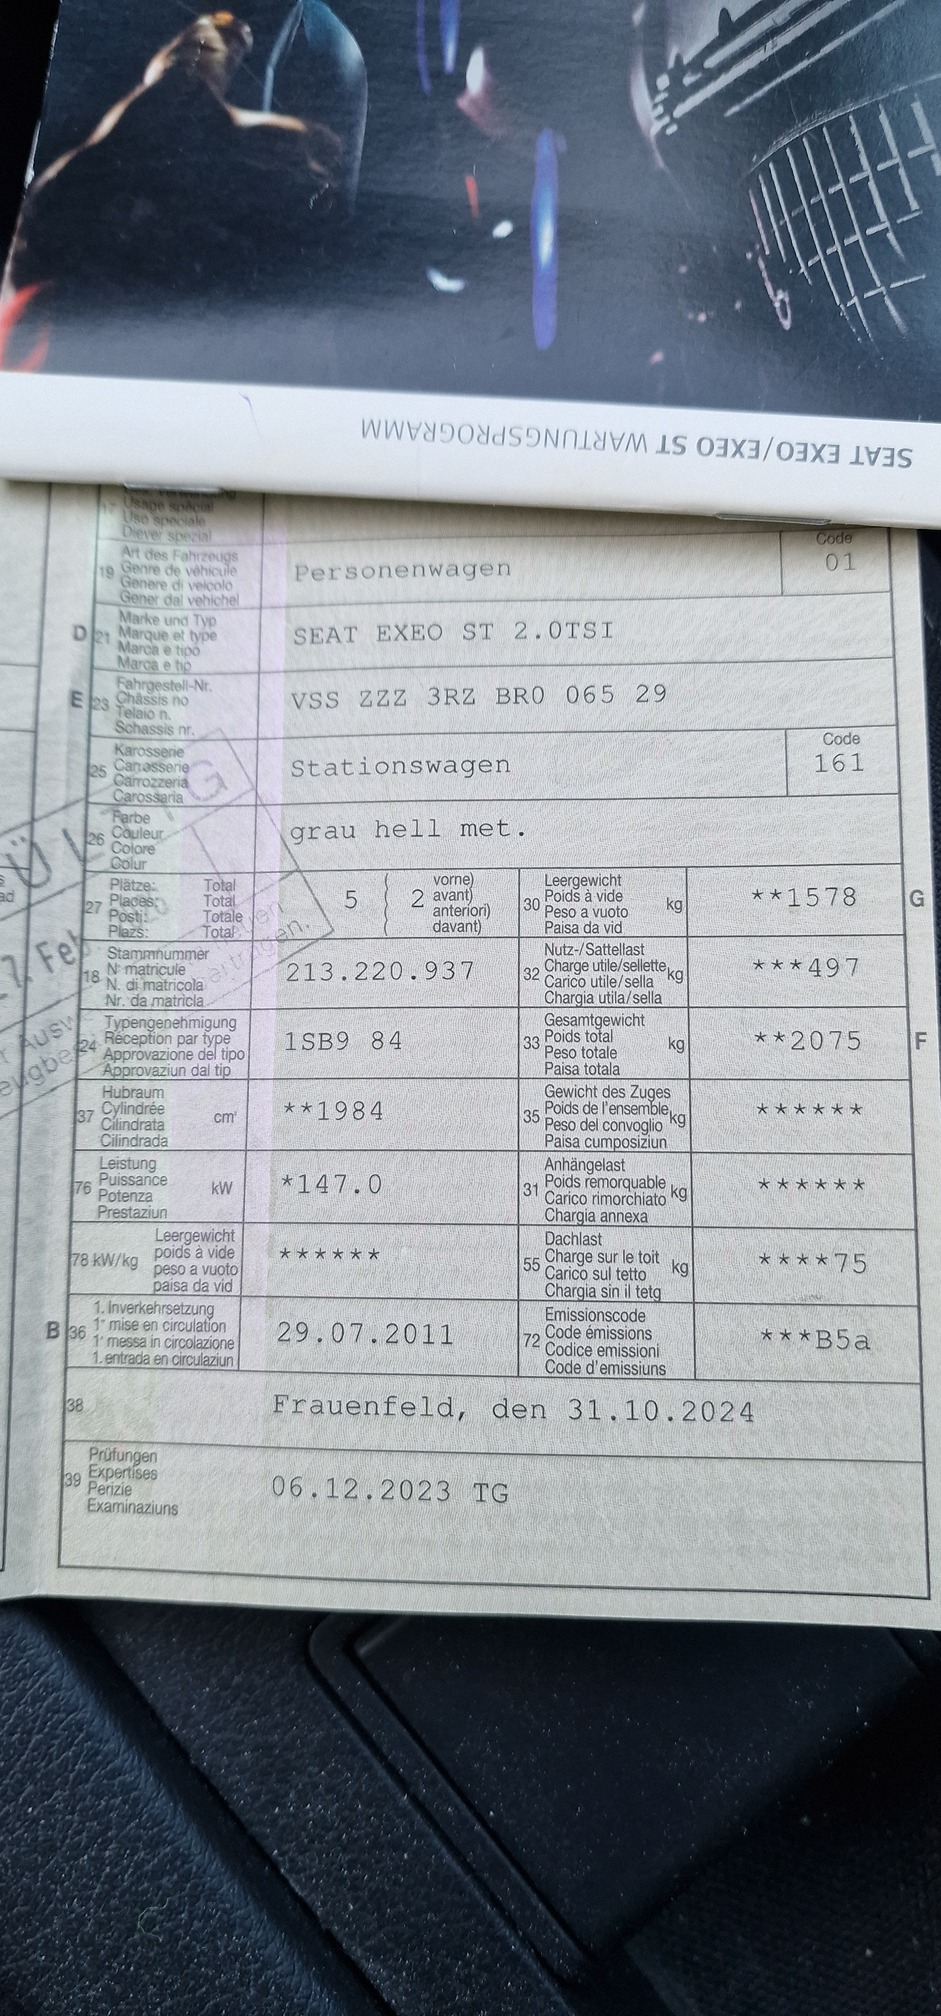 SEAT EXEO/EXEO ST WARTUNGSPROGRAMM
17 Usage spécial
Uso speciale
Diever spezial
19 Art des Fahrzeugs
Genre de véhicule
Genere di veicolo
Gener dal vehichel
Personenwagen
Code
01
D 21 Marke und Typ
Marque et type
Marca e tipo
Marca e tip
SEAT EXEO ST 2.0TSI
E 23 Fahrgestell-Nr.
Châssis no
Telaio n.
Schassis nr.
VSS ZZZ 3RZ BR0 065 29
25 Karosserie
Carrosserie
Carrozzeria
Carossaria
Stationswagen
Code
161
26 Farbe
Couleur
Colore
Colur
grau hell met.
27 Plätze: Total
Places: Total
Posti: Totale
Plazs: Total
5 2 vorne)
avant)
anteriori)
davant)
30 Leergewicht
Poids à vide
Peso a vuoto
Paisa da vid
kg
**1578
G
18 Stammnummer
N° matricule
N. di matricola
Nr. da matricla
213.220.937
32 Nutz-/Sattellast
Charge utile/sellette
Carico utile/sella
Chargia utila/sella
kg
***497
24 Typengenehmigung
Réception par type
Approvazione del tipo
Approvaziun dal tip
1SB9 84
33 Gesamtgewicht
Poids total
Peso totale
Paisa totala
kg
**2075
F
37 Hubraum
Cylindrée
Cilindrata
Cilindrada
cm³
**1984
35 Gewicht des Zuges
Poids de l'ensemble
Peso del convoglio
Paisa cumposiziun
kg
******
76 Leistung
Puissance
Potenza
Prestaziun
kW
*147.0
31 Anhängelast
Poids remorquable
Carico rimorchiato
Chargia annexa
kg
******
78 kW/kg
Leergewicht
poids à vide
peso a vuoto
paisa da vid
******
55 Dachlast
Charge sur le toit
Carico sul tetto
Chargia sin il tetg
kg
****75
B 36 1. Inverkehrsetzung
1re mise en circulation
1a messa in circolazione
1. entrada en circulaziun
29.07.2011
72 Emissionscode
Code émissions
Codice emissioni
Code d'emissiuns
***B5a
38
Frauenfeld, den 31.10.2024
39 Prüfungen
Expertises
Perizie
Examinaziuns
06.12.2023 TG